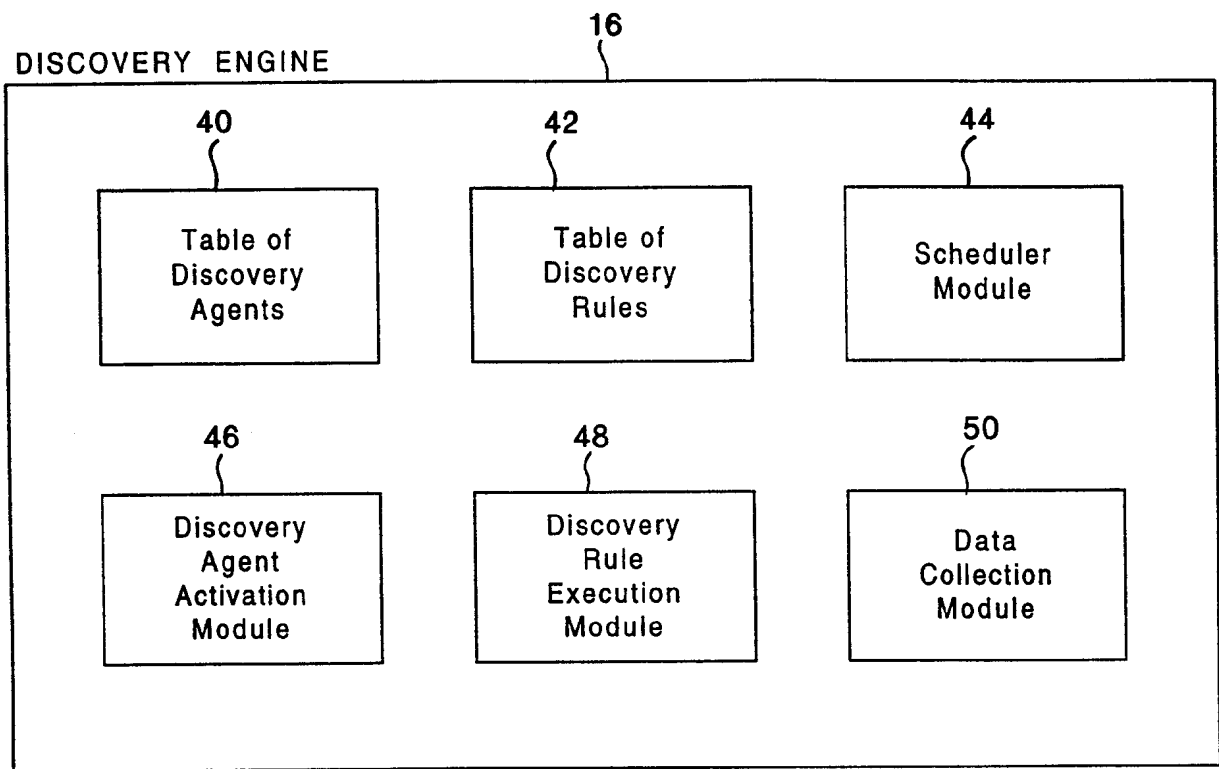 16
DISCOVERY ENGINE
40
42
44
Table of
Discovery
Agents
Table of
Discovery
Rules
Scheduler
Module
46
48
50
Discovery
Agent
Activation
Module
Discovery
Rule
Execution
Module
Data
Collection
Module